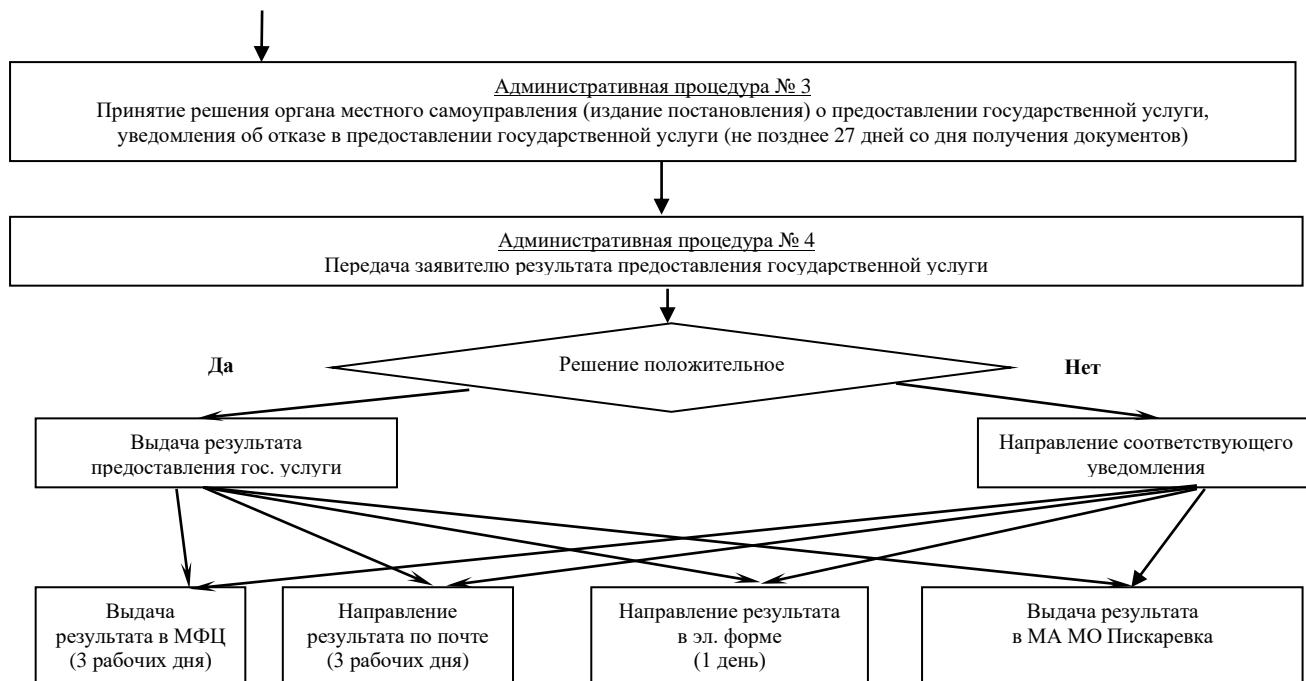 Административная процедура № 3
Принятие решения органа местного самоуправления (издание постановления) о предоставлении государственной услуги,
уведомления об отказе в предоставлении государственной услуги (не позднее 27 дней со дня получения документов)
Административная процедура № 4
Передача заявителю результата предоставления государственной услуги
Да
Решение положительное
Нет
Выдача результата
предоставления гос. услуги
Направление соответствующего
уведомления
Выдача
результата в МФЦ
(3 рабочих дня)
Направление
результата по почте
(3 рабочих дня)
Направление результата
в эл. форме
(1 день)
Выдача результата
в МА МО Пискаревка